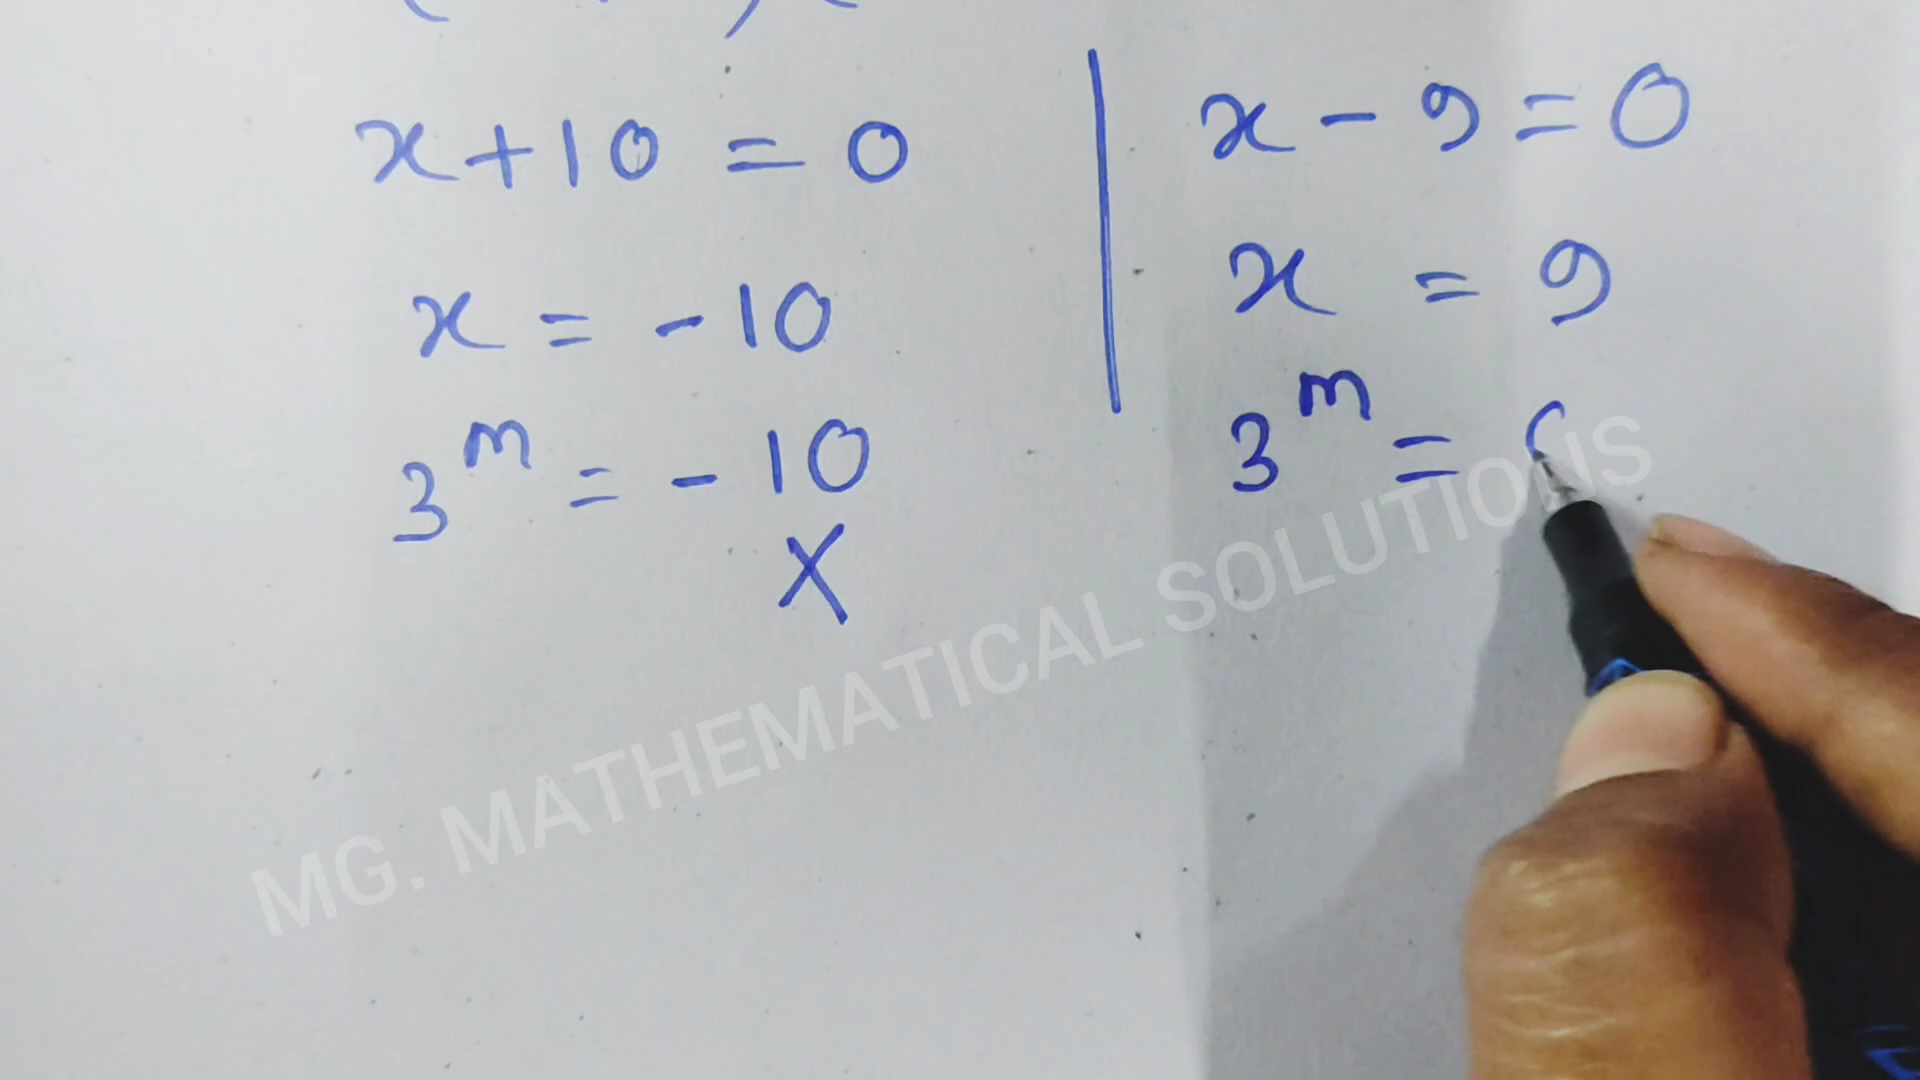 x + 10 = 0
x = - 10
3^m = - 10
X
x - 9 = 0
x = 9
3^m =
MG. MATHEMATICAL SOLUTIONS